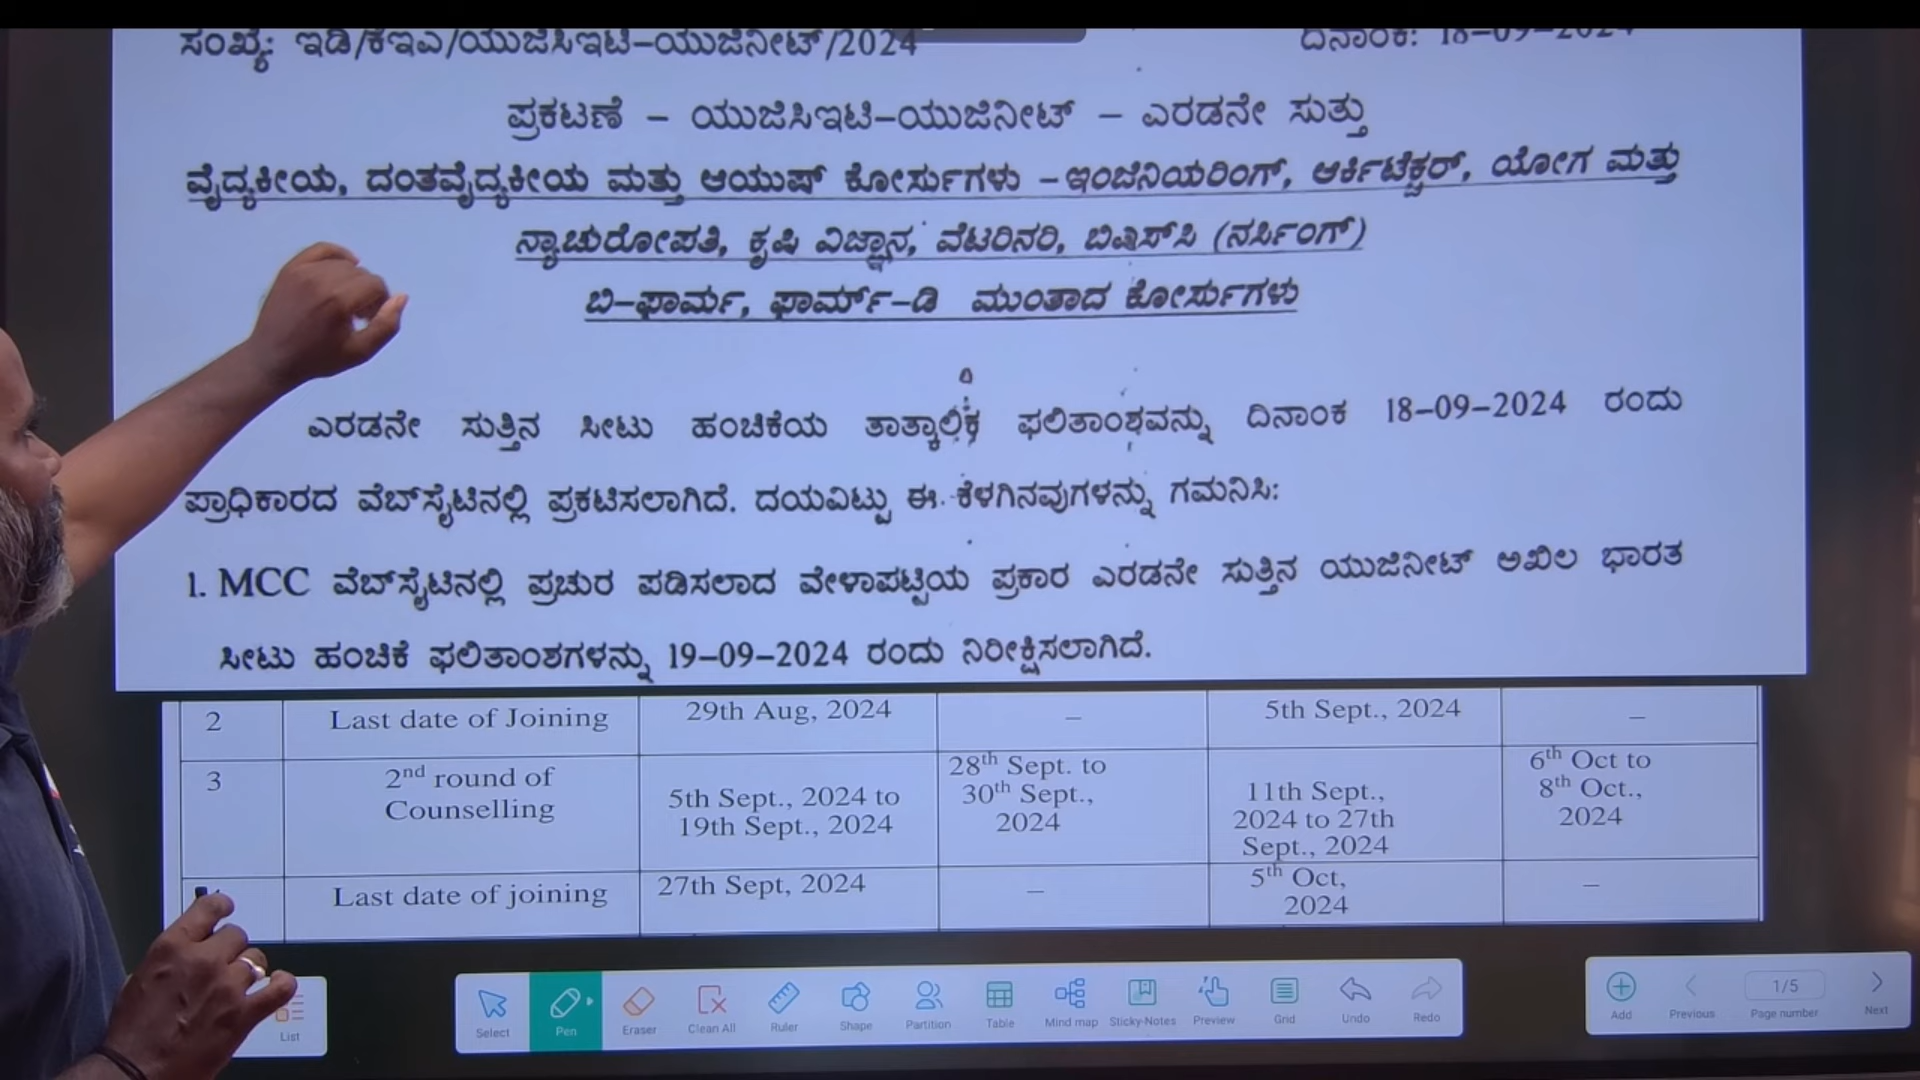 ಸಂಖ್ಯೆ: ಇಡಿ/ಕೆಇಎ/ಯುಜಿಸಿಇಟಿ-ಯುಜಿನೀಟ್/2024 ದಿನಾಂಕ: 18-09-2024
ಪ್ರಕಟಣೆ – ಯುಜಿಸಿಇಟಿ-ಯುಜಿನೀಟ್ – ಎರಡನೇ ಸುತ್ತು
ವೈದ್ಯಕೀಯ, ದಂತವೈದ್ಯಕೀಯ ಮತ್ತು ಆಯುಷ್ ಕೋರ್ಸುಗಳು -ಇಂಜಿನಿಯರಿಂಗ್, ಆರ್ಕಿಟೆಕ್ಚರ್, ಯೋಗ ಮತ್ತು
ನ್ಯಾಚುರೋಪತಿ, ಕೃಷಿ ವಿಜ್ಞಾನ, ವೆಟರಿನರಿ, ಬಿಎಸ್‌ಸಿ (ನರ್ಸಿಂಗ್)
ಬಿ-ಫಾರ್ಮ, ಫಾರ್ಮ್-ಡಿ ಮುಂತಾದ ಕೋರ್ಸುಗಳು
ಎರಡನೇ ಸುತ್ತಿನ ಸೀಟು ಹಂಚಿಕೆಯ ತಾತ್ಕಾಲಿಕ ಫಲಿತಾಂಶವನ್ನು ದಿನಾಂಕ 18-09-2024 ರಂದು
ಪ್ರಾಧಿಕಾರದ ವೆಬ್‌ಸೈಟಿನಲ್ಲಿ ಪ್ರಕಟಿಸಲಾಗಿದೆ. ದಯವಿಟ್ಟು ಈ ಕೆಳಗಿನವುಗಳನ್ನು ಗಮನಿಸಿ:
1. MCC ವೆಬ್‌ಸೈಟಿನಲ್ಲಿ ಪ್ರಚುರ ಪಡಿಸಲಾದ ವೇಳಾಪಟ್ಟಿಯ ಪ್ರಕಾರ ಎರಡನೇ ಸುತ್ತಿನ ಯುಜಿನೀಟ್ ಅಖಿಲ ಭಾರತ
ಸೀಟು ಹಂಚಿಕೆ ಫಲಿತಾಂಶಗಳನ್ನು 19-09-2024 ರಂದು ನಿರೀಕ್ಷಿಸಲಾಗಿದೆ.
2 Last date of Joining 29th Aug, 2024 – 5th Sept., 2024 –
3 2nd round of Counselling 5th Sept., 2024 to 19th Sept., 2024 28th Sept. to 30th Sept., 2024 11th Sept., 2024 to 27th Sept., 2024 6th Oct to 8th Oct., 2024
Last date of joining 27th Sept, 2024 – 5th Oct, 2024 –
List Select Pen Eraser Clean All Ruler Shape Partition Table Mind map Sticky-Notes Preview Grid Undo Redo Add Previous 1/5 Page number Next